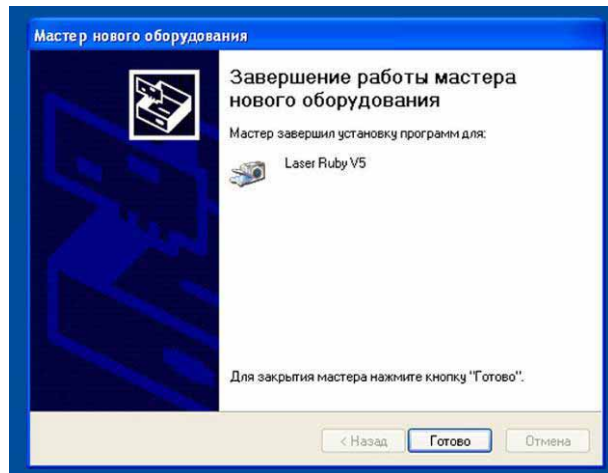 Мастер нового оборудования
Завершение работы мастера
нового оборудования
Мастер завершил установку программ для:
Laser Ruby V5
Для закрытия мастера нажмите кнопку "Готово".
< Назад
Готово
Отмена